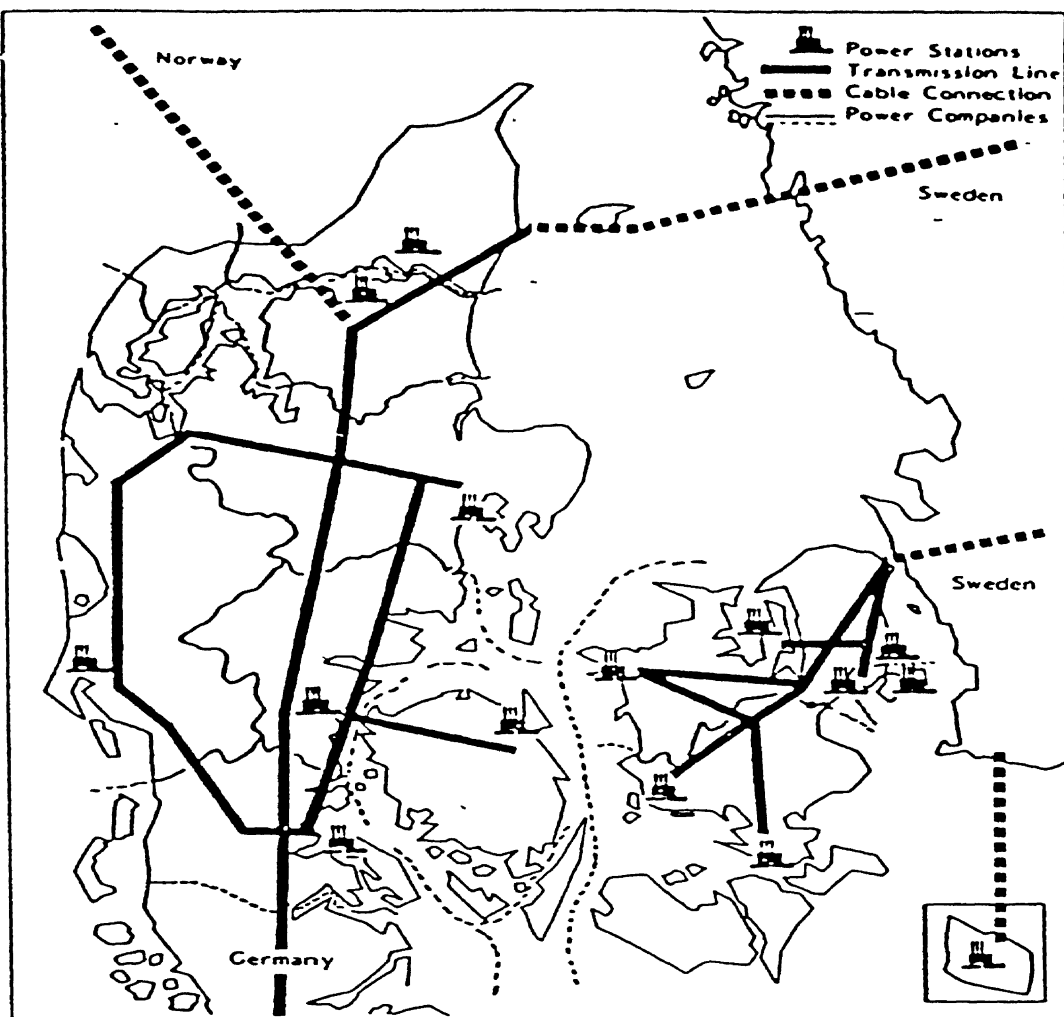 Norway
Power Stations
Transmission Line
Cable Connection
Power Companies
Sweden
Sweden
Germany